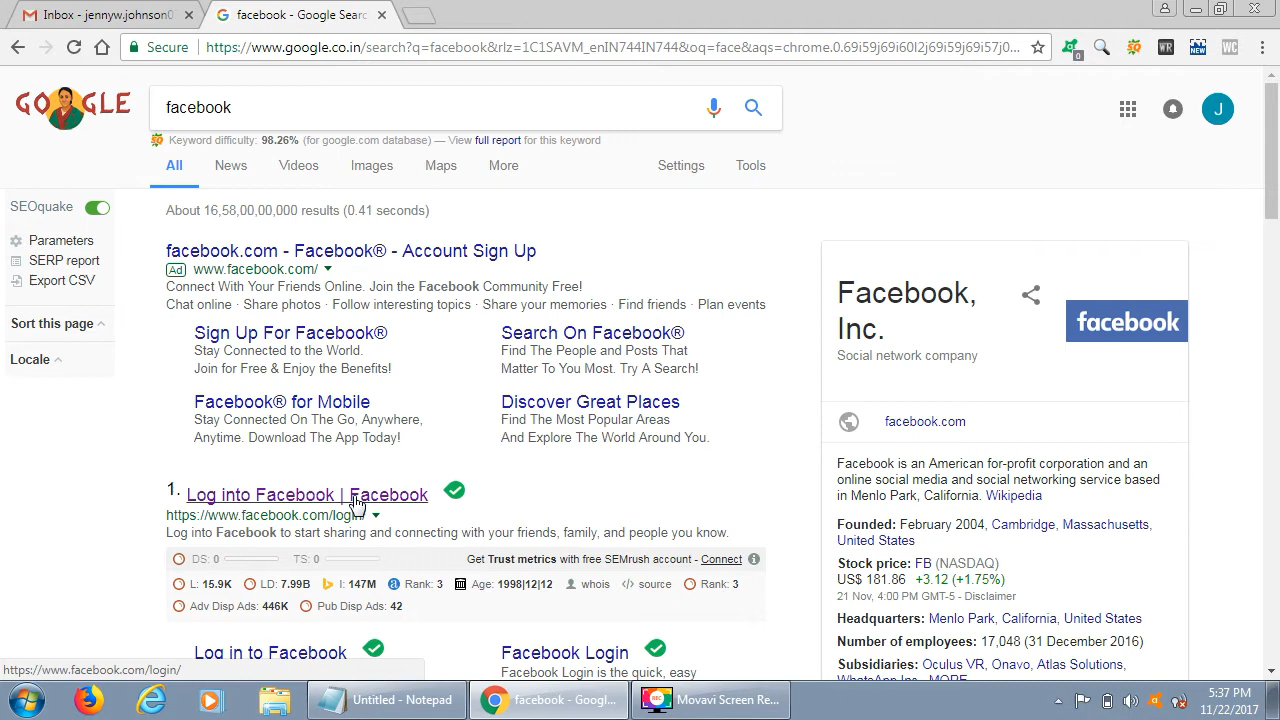 Inbox - jennyw.johnson0
facebook - Google Sear
Secure
https://www.google.co.in/search?q=facebook&rlz=1C1SAVM_enIN744IN744&oq=face&aqs=chrome.0.69i59j69i60l2j69i59j69i57j0...
0
WR
NEW
WC
GOOGLE
facebook
J
Keyword difficulty: 98.26% (for google.com database) — View full report for this keyword
All News Videos Images Maps More Settings Tools
SEOquake
Parameters
SERP report
Export CSV
Sort this page
Locale
About 16,58,00,00,000 results (0.41 seconds)
facebook.com - Facebook® - Account Sign Up
Ad www.facebook.com/
Connect With Your Friends Online. Join the Facebook Community Free!
Chat online · Share photos · Follow interesting topics · Share your memories · Find friends · Plan events
Sign Up For Facebook®
Stay Connected to the World.
Join for Free & Enjoy the Benefits!
Search On Facebook®
Find The People and Posts That
Matter To You Most. Try A Search!
Facebook® for Mobile
Stay Connected On The Go, Anywhere,
Anytime. Download The App Today!
Discover Great Places
Find The Most Popular Areas
And Explore The World Around You.
1. Log into Facebook | Facebook
https://www.facebook.com/login/
Log into Facebook to start sharing and connecting with your friends, family, and people you know.
DS: 0 TS: 0 Get Trust metrics with free SEMrush account - Connect
L: 15.9K LD: 7.99B I: 147M Rank: 3 Age: 1998|12|12 whois source Rank: 3
Adv Disp Ads: 446K Pub Disp Ads: 42
Log in to Facebook
Facebook Login
Facebook Login is the quick, easy
Facebook, Inc.
Social network company
facebook
facebook.com
Facebook is an American for-profit corporation and an
online social media and social networking service based
in Menlo Park, California. Wikipedia
Founded: February 2004, Cambridge, Massachusetts,
United States
Stock price: FB (NASDAQ)
US$ 181.86 +3.12 (+1.75%)
21 Nov, 4:00 PM GMT-5 - Disclaimer
Headquarters: Menlo Park, California, United States
Number of employees: 17,048 (31 December 2016)
Subsidiaries: Oculus VR, Onavo, Atlas Solutions,
WhatsApp Inc., MORE
https://www.facebook.com/login/
Untitled - Notepad
facebook - Googl...
REC
Movavi Screen Re...
5:37 PM
11/22/2017